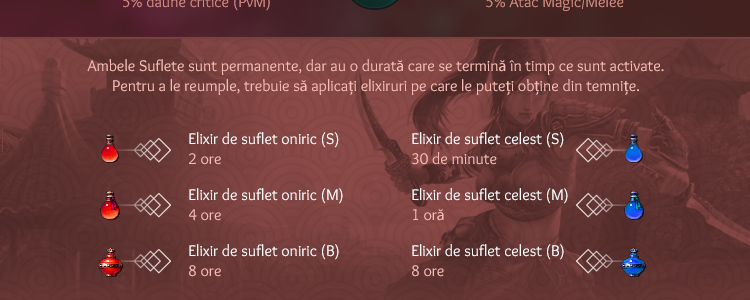 5% daune critice (PvM)
5% Atac Magic/Melee
Ambele Suflete sunt permanente, dar au o durată care se termină în timp ce sunt activate.
Pentru a le reumple, trebuie să aplicați elixiruri pe care le puteți obține din temnițe.
Elixir de suflet oniric (S)
2 ore
Elixir de suflet celest (S)
30 de minute
Elixir de suflet oniric (M)
4 ore
Elixir de suflet celest (M)
1 oră
Elixir de suflet oniric (B)
8 ore
Elixir de suflet celest (B)
8 ore